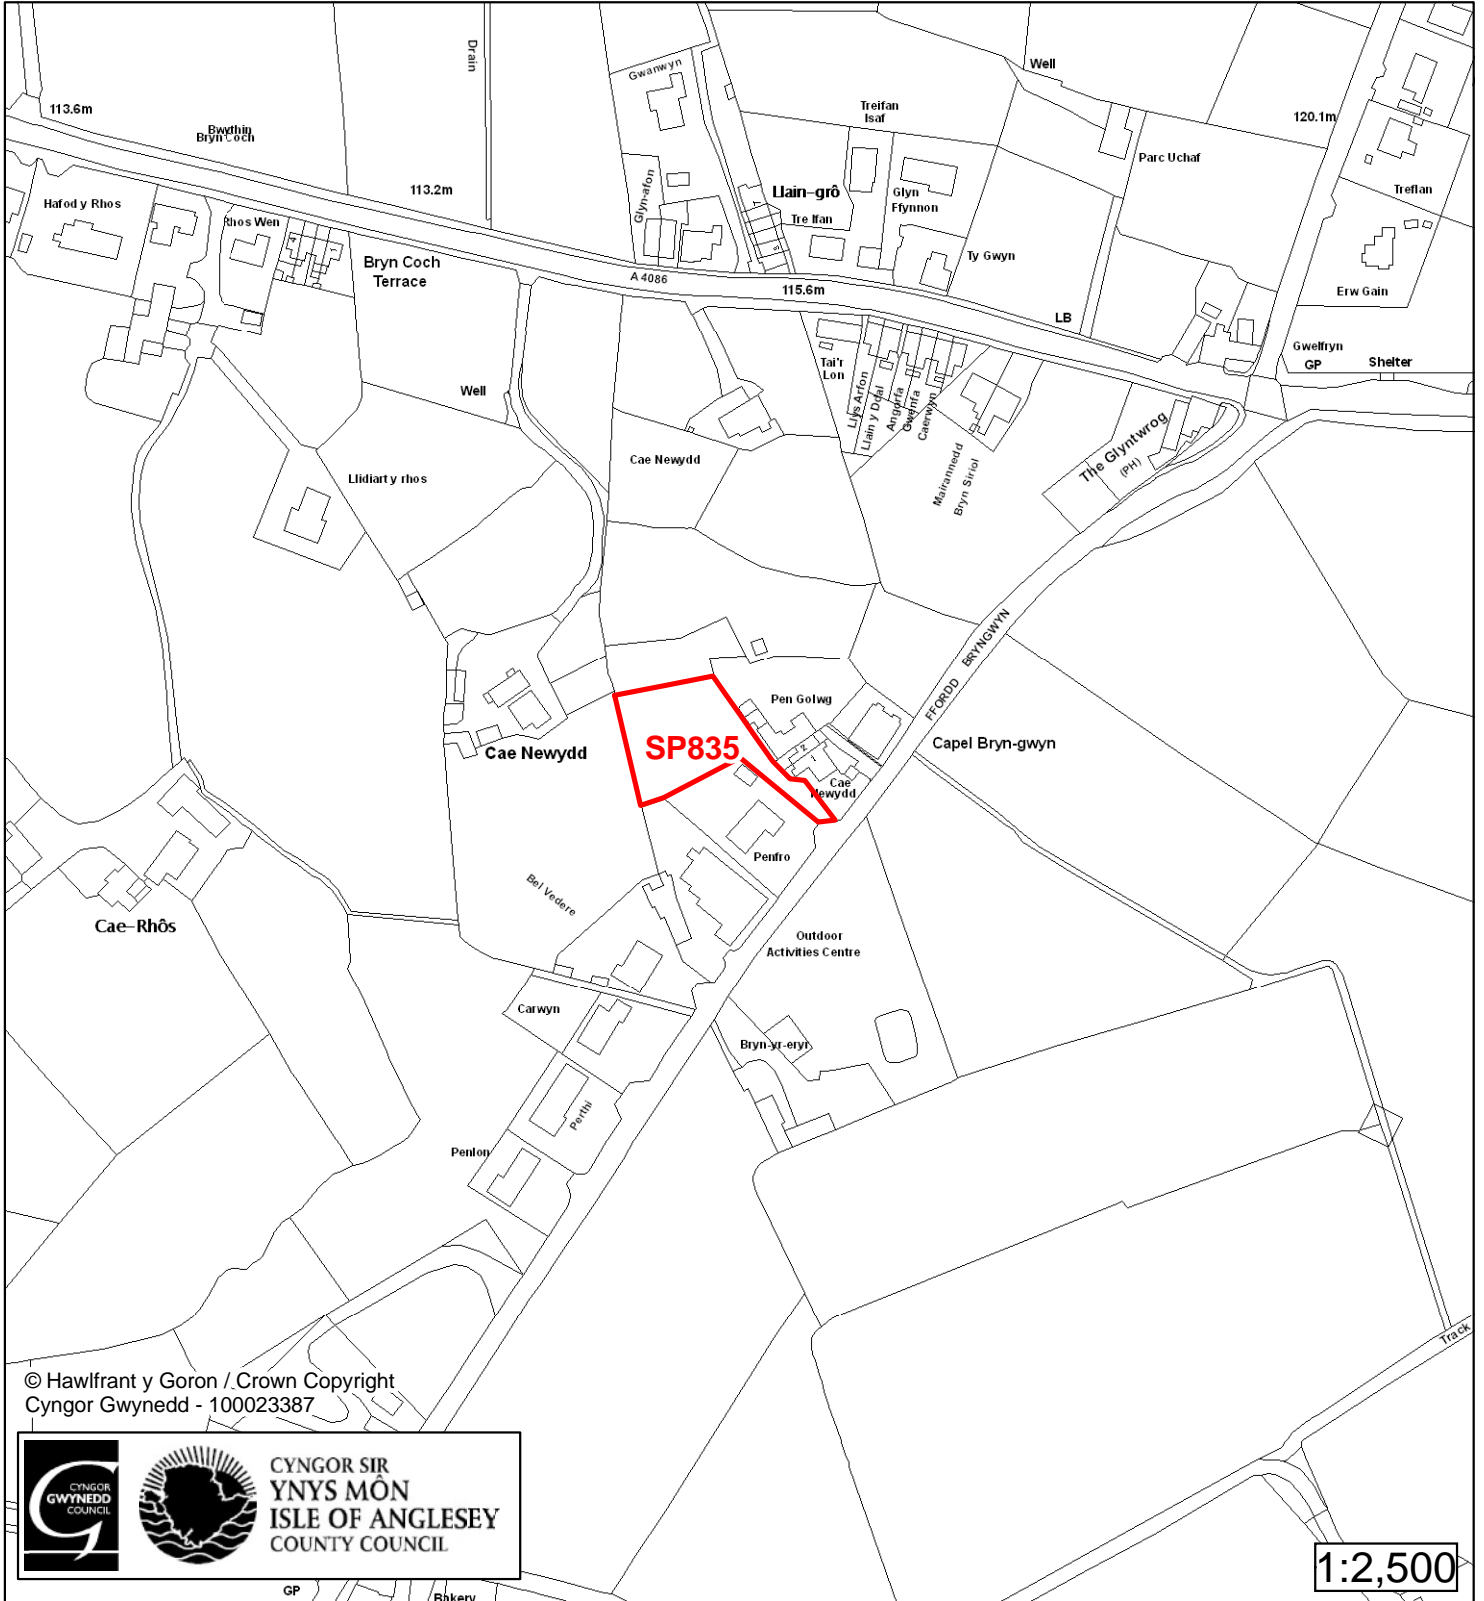 Drain
Gwanwyn
Well
113.6m
Bwthin
Bryn Coch
Treifan
Isaf
120.1m
Parc Uchaf
113.2m
Glyn-afon
Llain-grô
Glyn
Ffynnon
Treflan
Hafod y Rhos
Rhos Wen
Tre Ifan
Ty Gwyn
Bryn Coch
Terrace
A 4086
115.6m
Erw Gain
LB
Gwelfryn
GP
Shelter
Tai'r
Lon
Well
Llys Arfon
Llain y Ddal
Angorfa
Gwenfa
Caerwyn
Cae Newydd
Mairannedd
Bryn Siriol
The Glyntwrog
(PH)
Llidiart y rhos
FFORDD BRYNGWYN
Pen Golwg
Cae Newydd
SP835
2
1
Capel Bryn-gwyn
Cae
Newydd
Penfro
Bel Vedere
Cae-Rhôs
Outdoor
Activities Centre
Carwyn
Bryn-yr-eryr
Perthi
Penlon
Track
© Hawlfrant y Goron / Crown Copyright
Cyngor Gwynedd - 100023387
CYNGOR
GWYNEDD
COUNCIL
CYNGOR SIR
YNYS MÔN
ISLE OF ANGLESEY
COUNTY COUNCIL
1:2,500
GP
Bakery